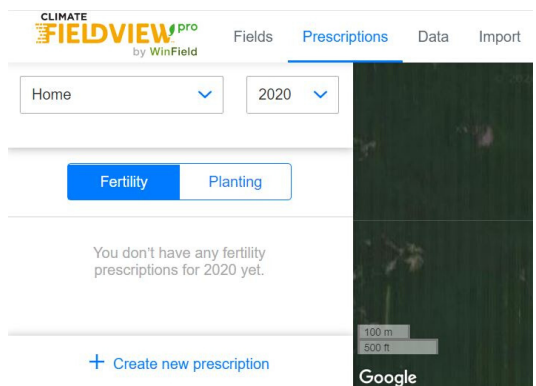 CLIMATE
FIELDVIEW pro
by WinField
Fields Prescriptions Data Import
Home 2020
Fertility Planting
You don't have any fertility
prescriptions for 2020 yet.
+ Create new prescription
100 m
500 ft
Google